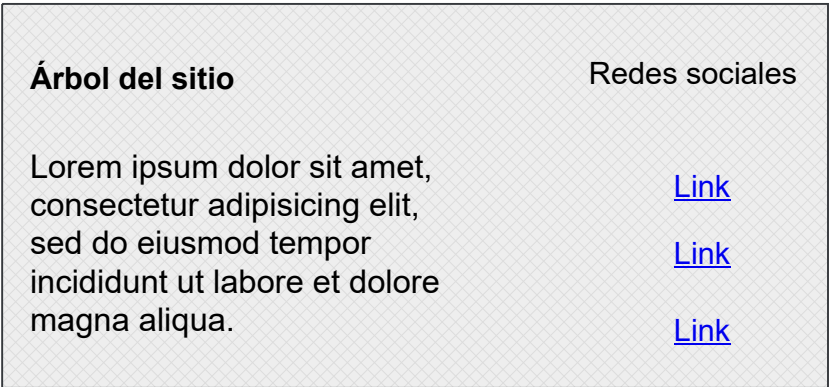 Árbol del sitio
Redes sociales
Lorem ipsum dolor sit amet,
consectetur adipisicing elit,
sed do eiusmod tempor
incididunt ut labore et dolore
magna aliqua.
Link
Link
Link